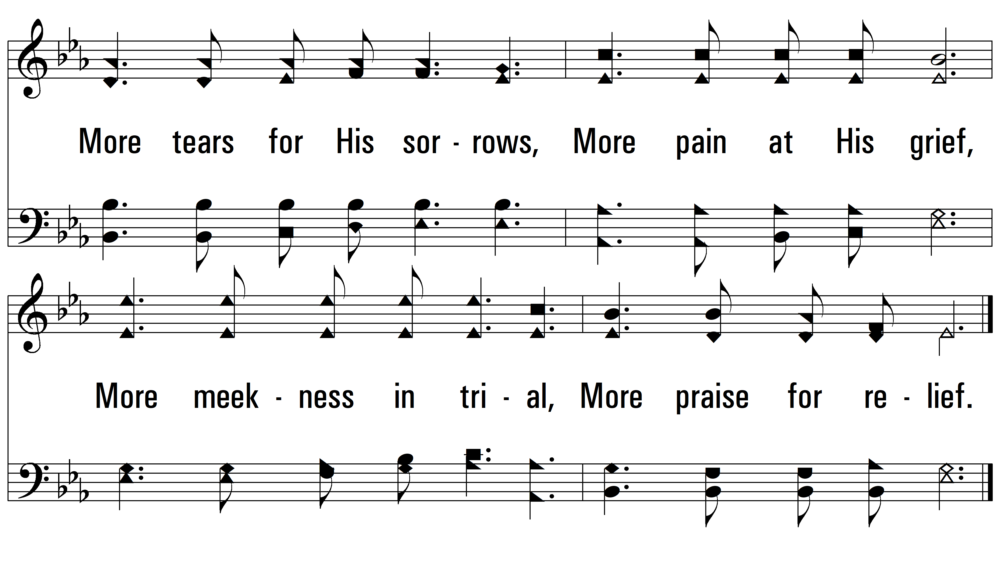 More tears for His sor - rows, More pain at His grief,
More meek - ness in tri - al, More praise for re - lief.